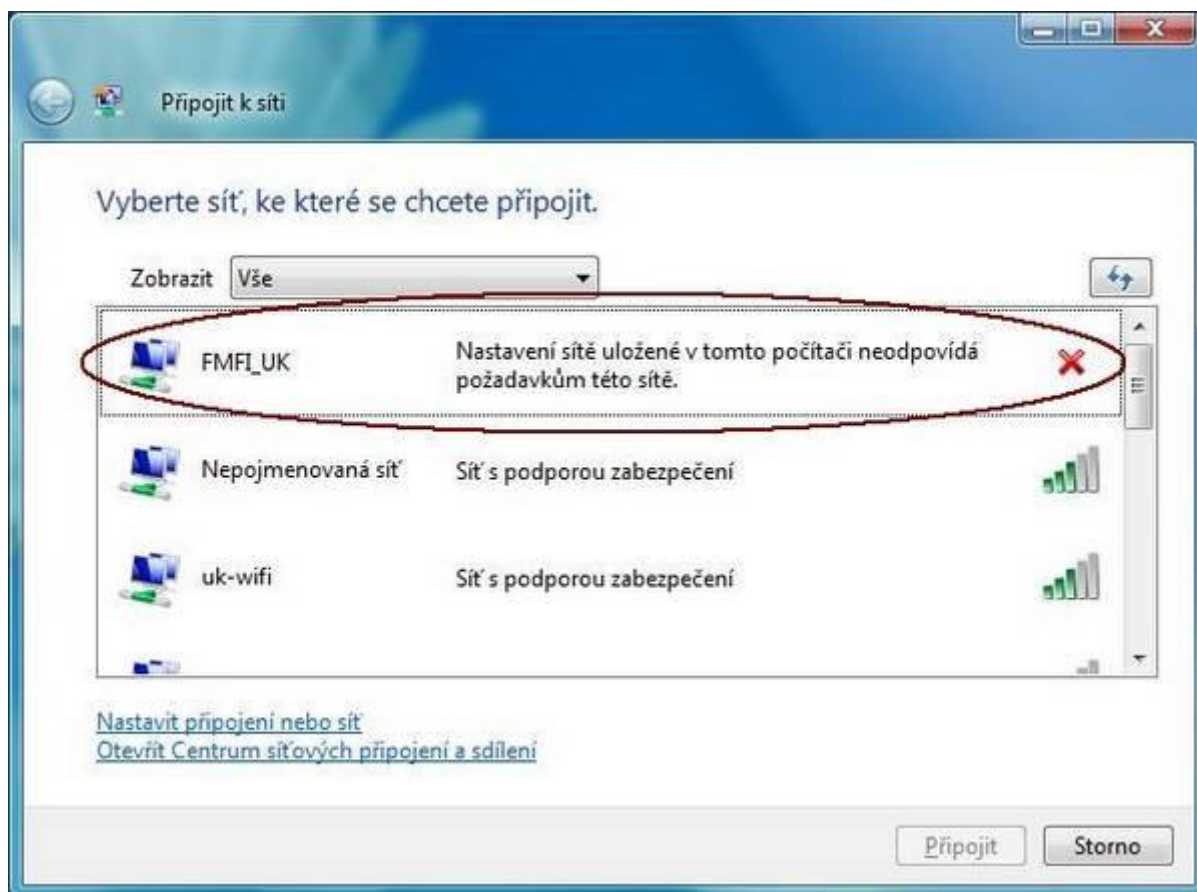 Připojit k síti
Vyberte síť, ke které se chcete připojit.
Zobrazit Vše
FMFI_UK Nastavení sítě uložené v tomto počítači neodpovídá
požadavkům této sítě.
Nepojmenovaná síť Síť s podporou zabezpečení
uk-wifi Síť s podporou zabezpečení
Nastavit připojení nebo síť
Otevřít Centrum síťových připojení a sdílení
Připojit Storno